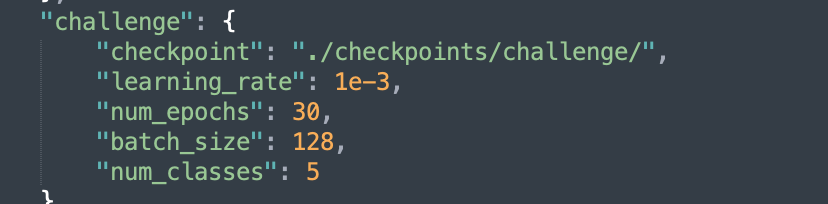 },
"challenge": {
"checkpoint": "./checkpoints/challenge/",
"learning_rate": 1e-3,
"num_epochs": 30,
"batch_size": 128,
"num_classes": 5
}